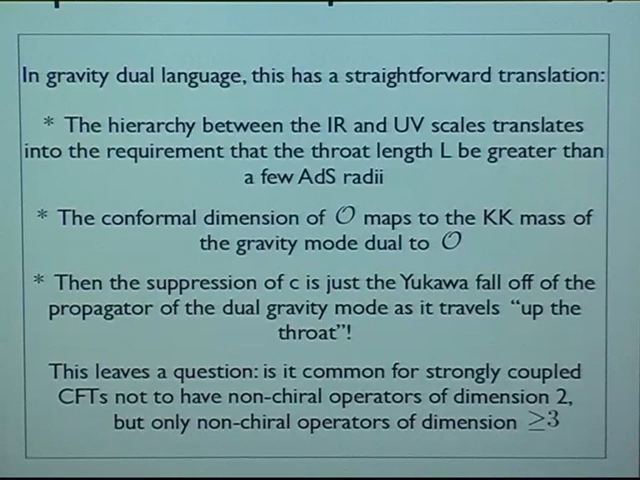 In gravity dual language, this has a straightforward translation:
* The hierarchy between the IR and UV scales translates
into the requirement that the throat length L be greater than
a few AdS radii
* The conformal dimension of 𝒪 maps to the KK mass of
the gravity mode dual to 𝒪
* Then the suppression of c is just the Yukawa fall off of the
propagator of the dual gravity mode as it travels "up the
throat"!
This leaves a question: is it common for strongly coupled
CFTs not to have non-chiral operators of dimension 2,
but only non-chiral operators of dimension ≥3